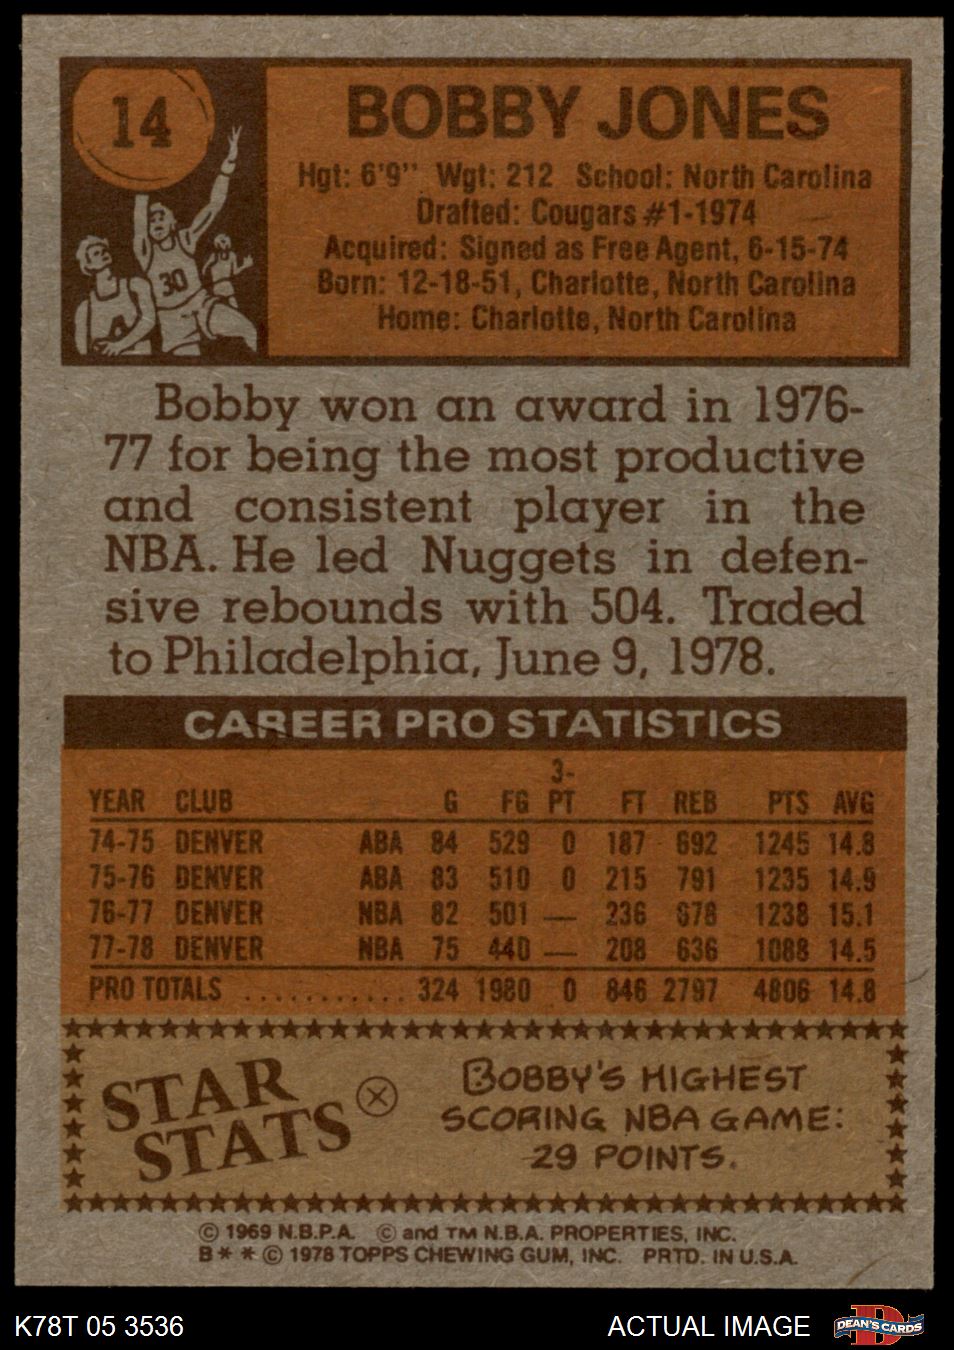 14
BOBBY JONES
Hgt: 6'9" Wgt: 212 School: North Carolina
Drafted: Cougars #1-1974
Acquired: Signed as Free Agent, 6-15-74
Born: 12-18-51, Charlotte, North Carolina
Home: Charlotte, North Carolina
30
Bobby won an award in 1976-
77 for being the most productive
and consistent player in the
NBA. He led Nuggets in defen-
sive rebounds with 504. Traded
to Philadelphia, June 9, 1978.
CAREER PRO STATISTICS
YEAR CLUB G FG 3-PT FT REB PTS AVG
74-75 DENVER ABA 84 529 0 187 692 1245 14.8
75-76 DENVER ABA 83 510 0 215 791 1235 14.9
76-77 DENVER NBA 82 501 — 236 678 1238 15.1
77-78 DENVER NBA 75 440 — 208 636 1088 14.5
PRO TOTALS ............ 324 1980 0 846 2797 4806 14.8
STAR
STATS
BOBBY'S HIGHEST
SCORING NBA GAME:
29 POINTS.
© 1969 N.B.P.A. © and TM N.B.A. PROPERTIES, INC.
B * * © 1978 TOPPS CHEWING GUM, INC. PRTD. IN U.S.A.
K78T 05 3536
ACTUAL IMAGE
DEAN'S CARDS